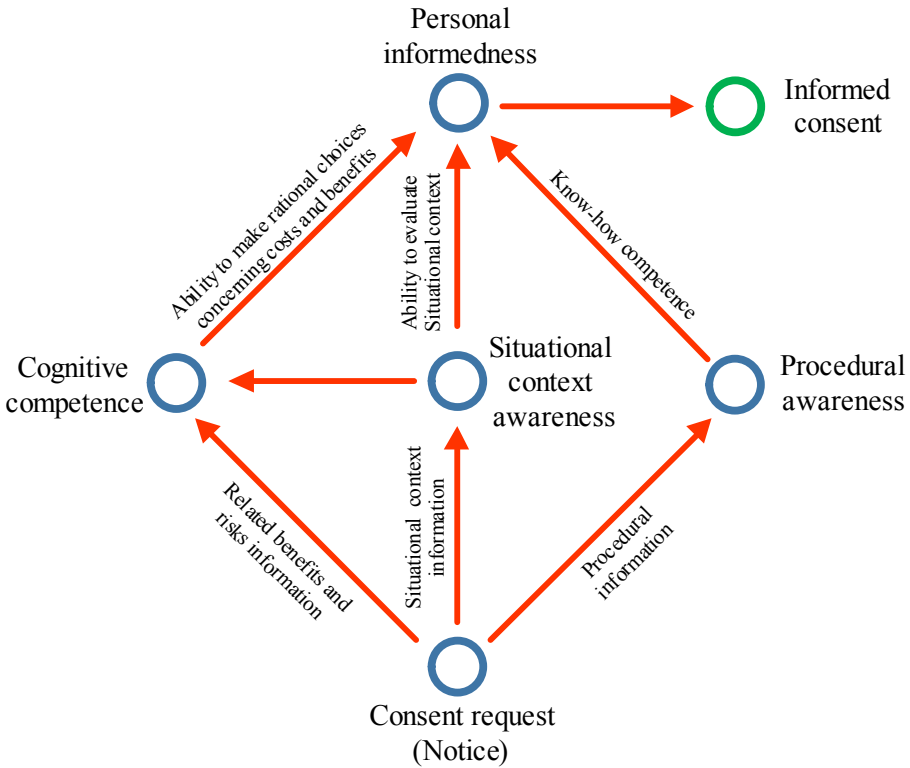 Personal
informedness
Informed
consent
Ability to make rational choices
concerning costs and benefits
Ability to evaluate
Situational context
Know-how competence
Cognitive
competence
Situational
context
awareness
Procedural
awareness
Related benefits and
risks information
Situational context
information
Procedural
information
Consent request
(Notice)